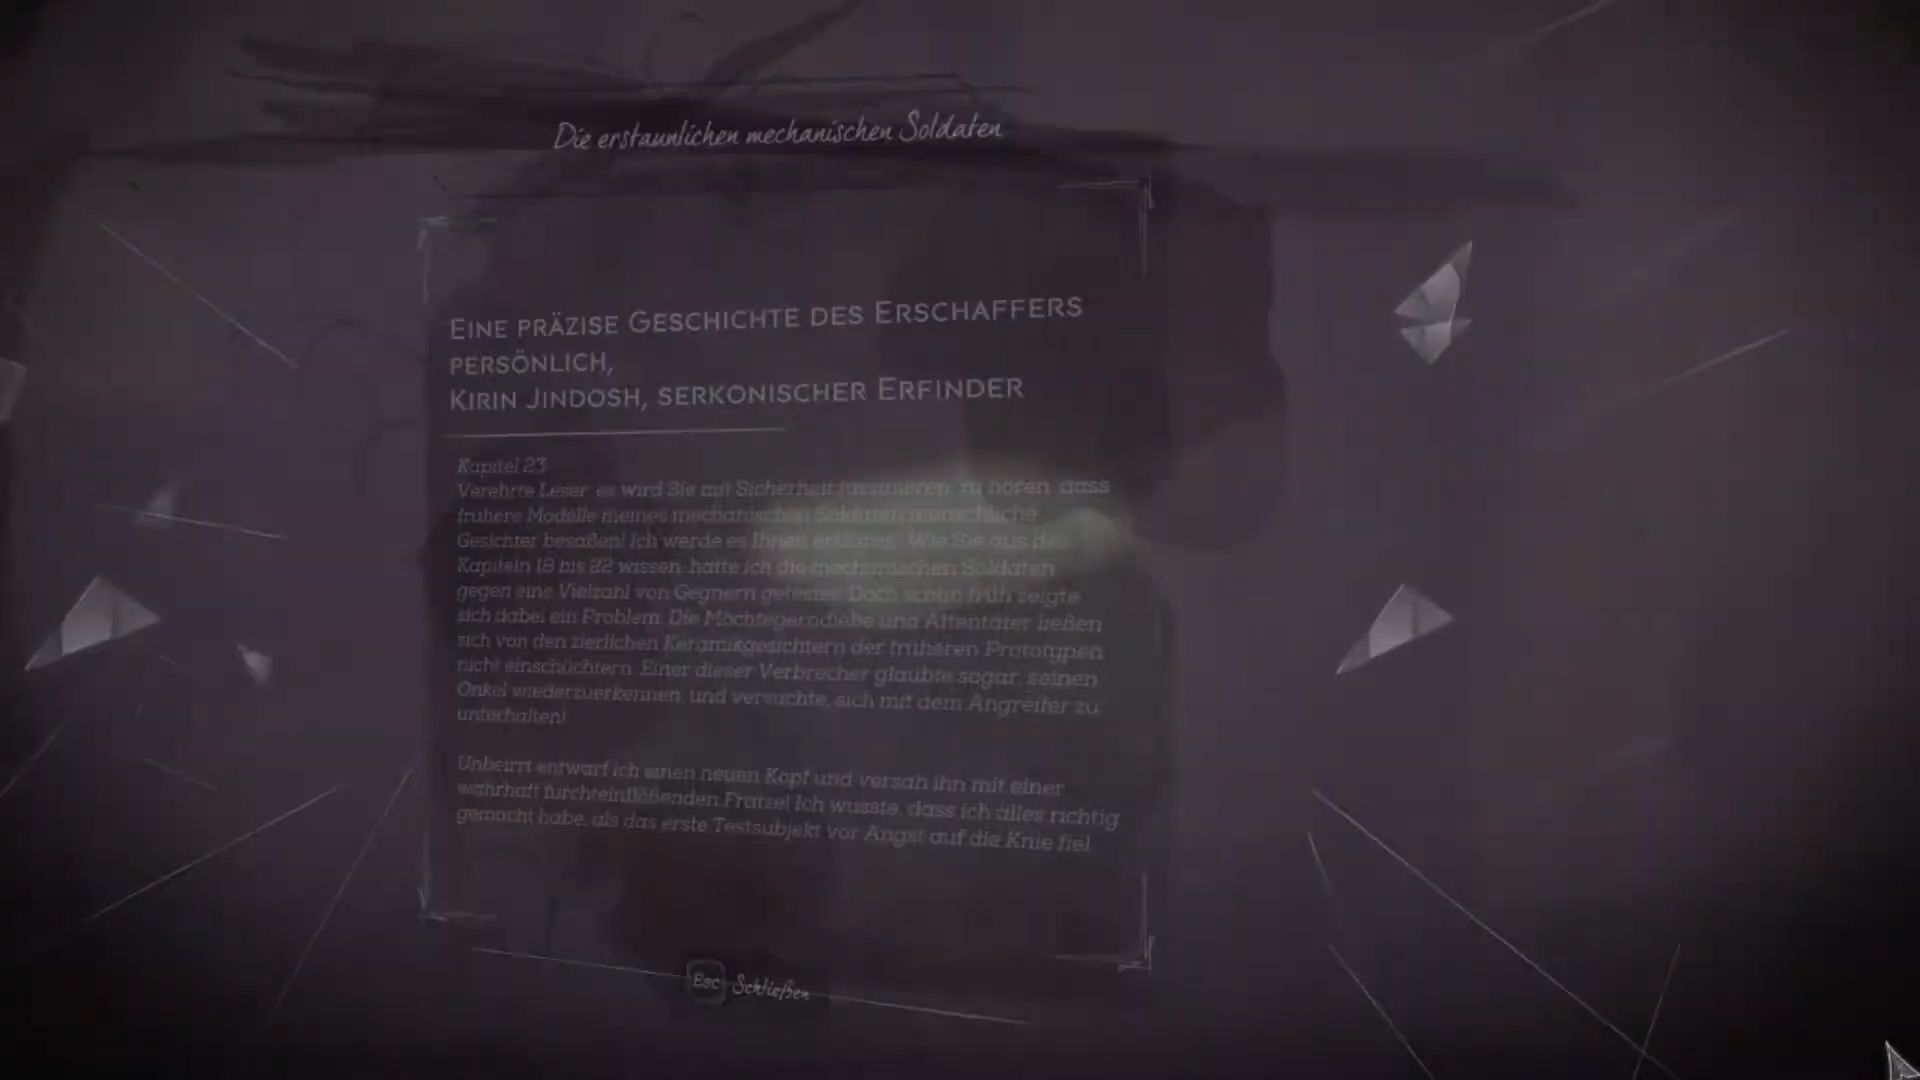 Die erstaunlichen mechanischen Soldaten
Eine präzise Geschichte des Erschaffers
persönlich,
Kirin Jindosh, serkonischer Erfinder
Kapitel 23
Verehrte Leser, es wird Sie mit Sicherheit faszinieren, zu hören, dass
frühere Modelle meines mechanischen Soldaten menschliche
Gesichter besaßen! Ich werde es Ihnen erklären. Wie Sie aus den
Kapiteln 18 bis 22 wissen, hatte ich die mechanischen Soldaten
gegen eine Vielzahl von Gegnern getestet. Doch schon früh zeigte
sich dabei ein Problem: Die Möchtegerndiebe und Attentäter ließen
sich von den zierlichen Keramikgesichtern der früheren Prototypen
nicht einschüchtern. Einer dieser Verbrecher glaubte sogar, seinen
Onkel wiederzuerkennen, und versuchte, sich mit dem Angreifer zu
unterhalten!
Unbeirrt entwarf ich einen neuen Kopf und versah ihn mit einer
wahrhaft furchteinflößenden Fratze! Ich wusste, dass ich alles richtig
gemacht habe, als das erste Testsubjekt vor Angst auf die Knie fiel.
Esc Schließen